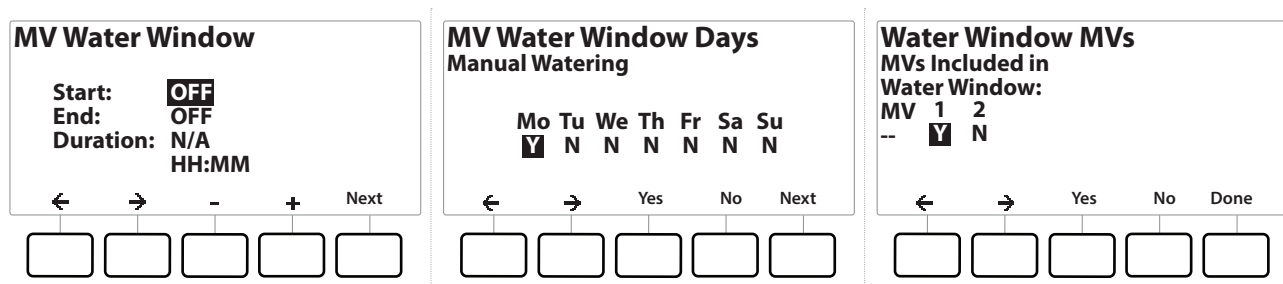 MV Water Window
Start: OFF
End: OFF
Duration: N/A
HH:MM
← → - + Next
MV Water Window Days
Manual Watering
Mo Tu We Th Fr Sa Su
Y N N N N N N
← → Yes No Next
Water Window MVs
MVs Included in
Water Window:
MV 1 2
-- Y N
← → Yes No Done